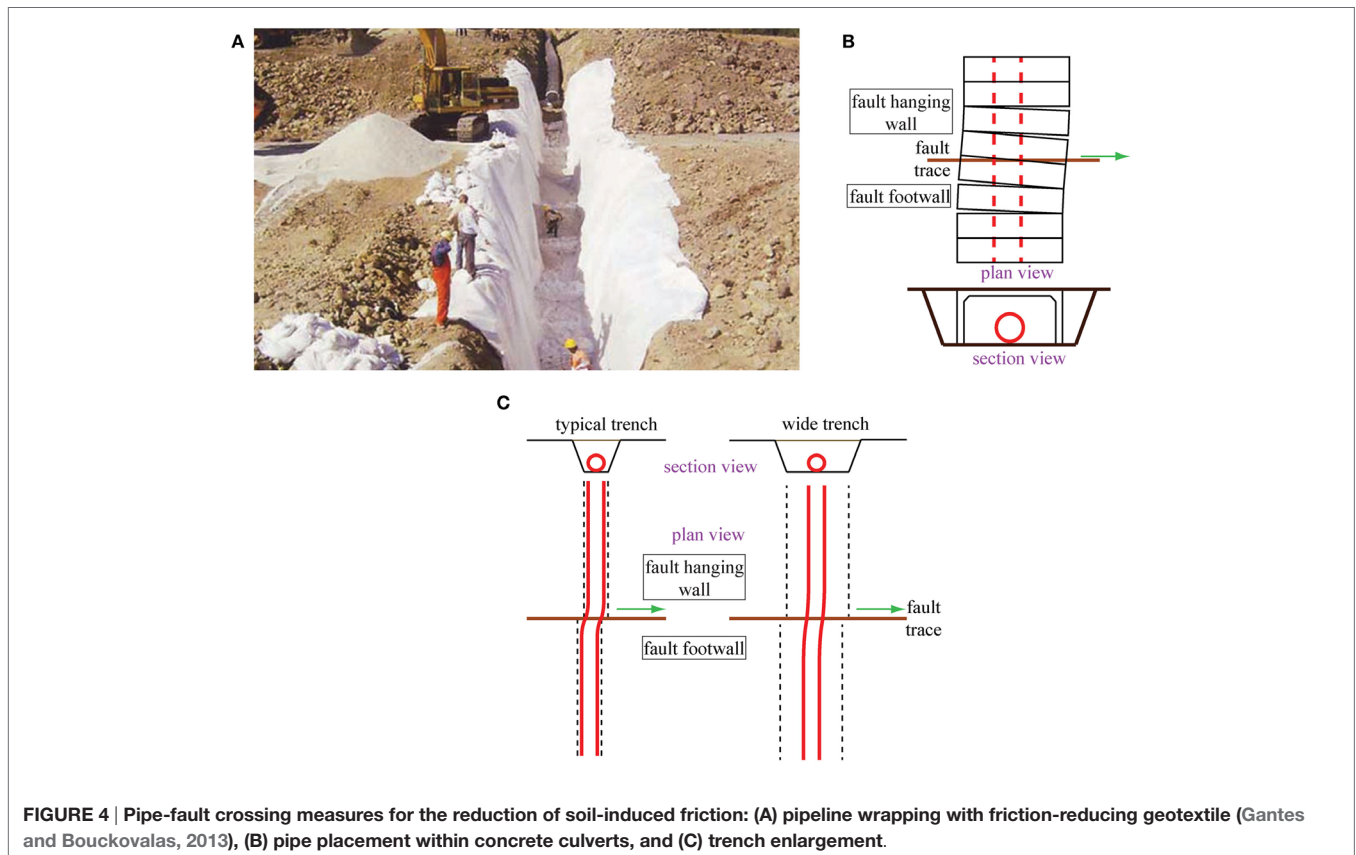 A
B
fault hanging
wall
fault
trace
fault footwall
plan view
section view
C
typical trench
wide trench
section view
plan view
fault hanging
wall
fault
trace
fault footwall
FIGURE 4 | Pipe-fault crossing measures for the reduction of soil-induced friction: (A) pipeline wrapping with friction-reducing geotextile (Gantes
and Bouckovalas, 2013), (B) pipe placement within concrete culverts, and (C) trench enlargement.